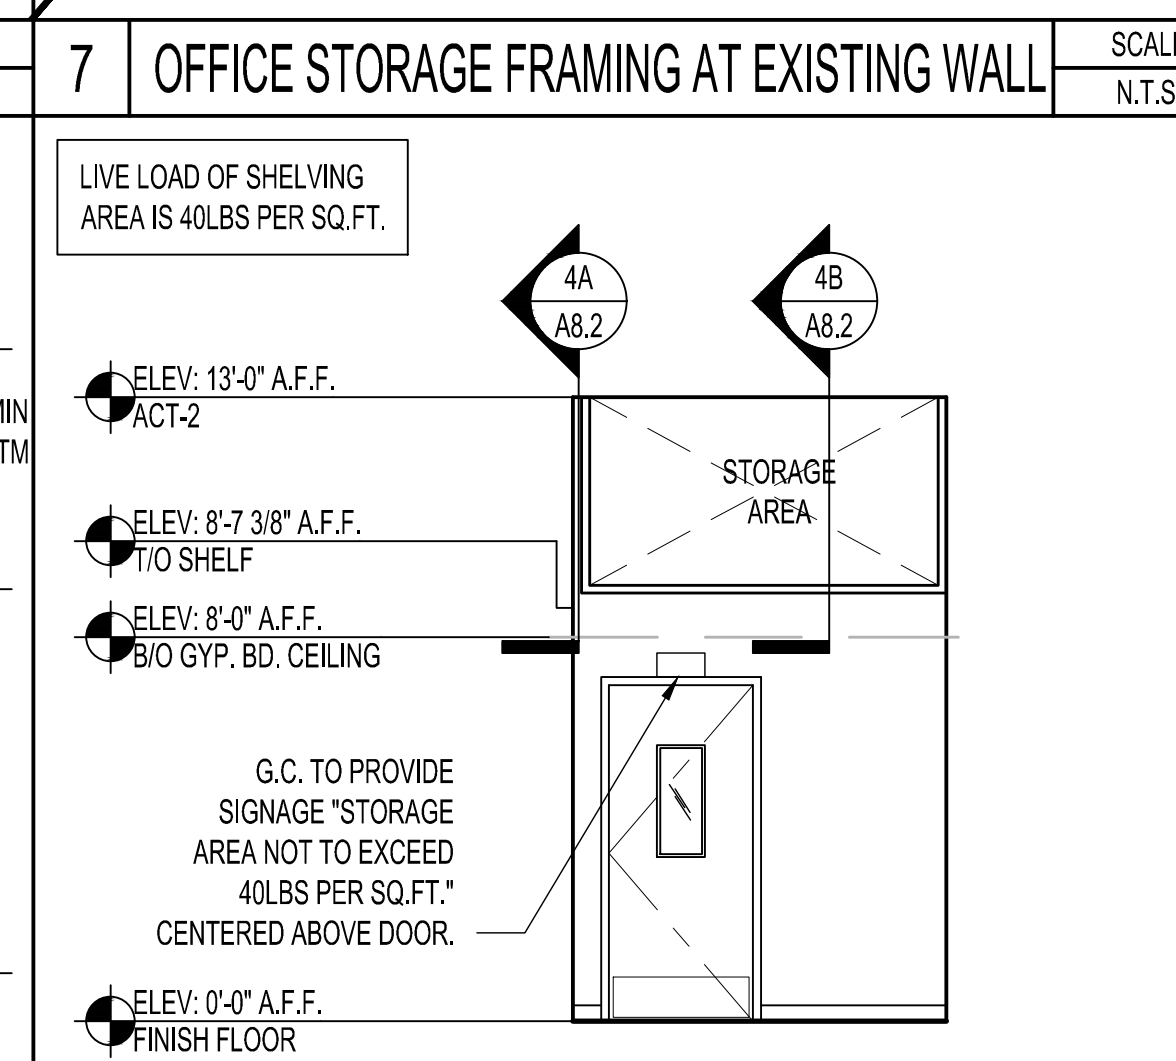 7
OFFICE STORAGE FRAMING AT EXISTING WALL
N.T.S
LIVE LOAD OF SHELVING
AREA IS 40LBS PER SQ.FT.
4A
A8.2
4B
A8.2
ELEV: 13'-0" A.F.F.
ACT-2
STORAGE
AREA
ELEV: 8'-7 3/8" A.F.F.
T/O SHELF
ELEV: 8'-0" A.F.F.
B/O GYP. BD. CEILING
G.C. TO PROVIDE
SIGNAGE "STORAGE
AREA NOT TO EXCEED
40LBS PER SQ.FT."
CENTERED ABOVE DOOR.
ELEV: 0'-0" A.F.F.
FINISH FLOOR